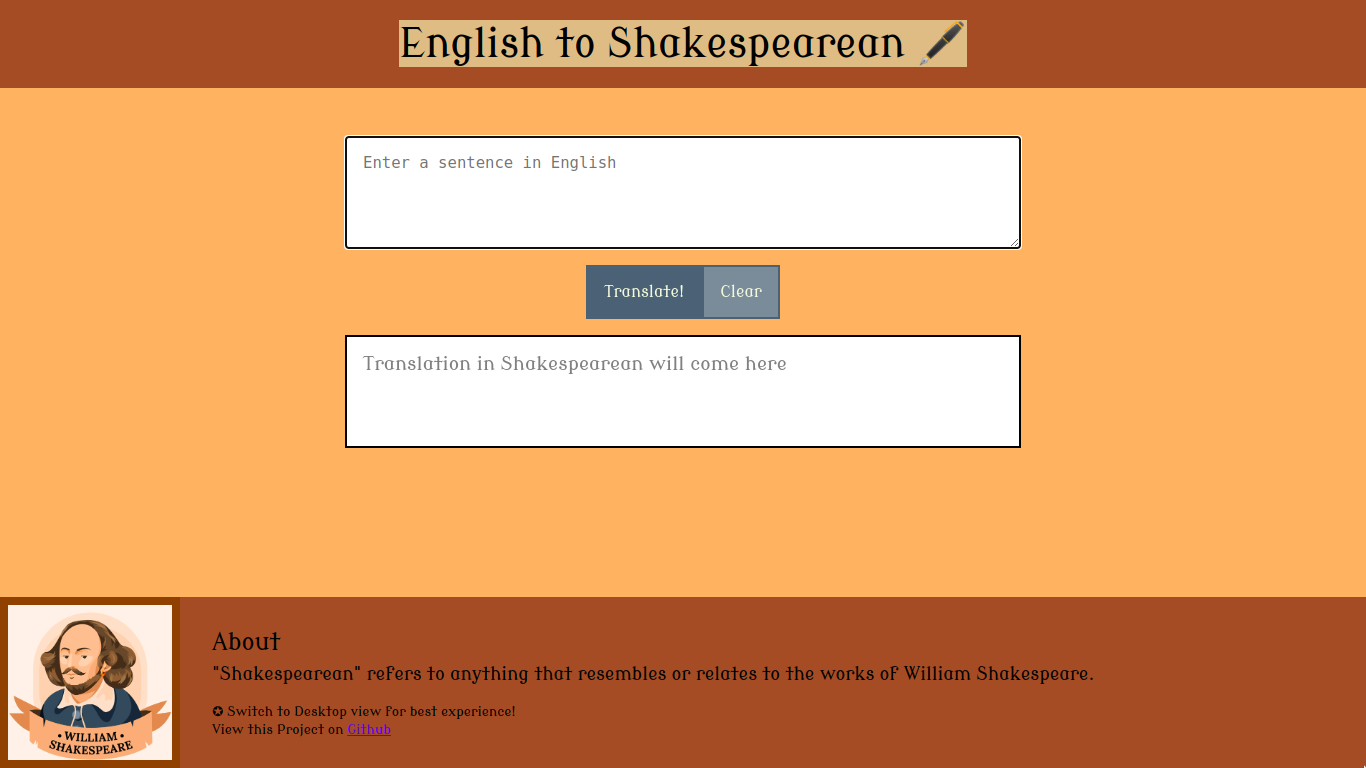 English to Shakespearean 🖋️
Enter a sentence in English
Translate! Clear
Translation in Shakespearean will come here
About
"Shakespearean" refers to anything that resembles or relates to the works of William Shakespeare.
✪ Switch to Desktop view for best experience!
View this Project on Github
• WILLIAM •
SHAKESPEARE